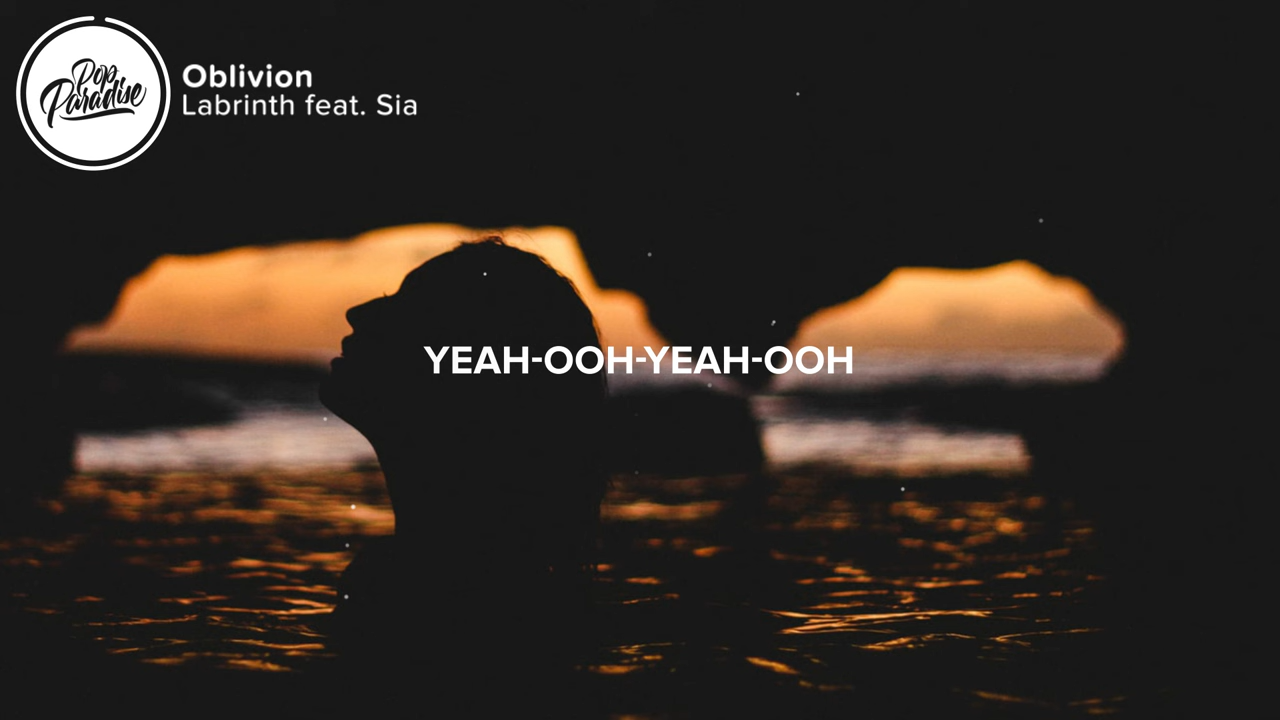 Pop
Paradise
Oblivion
Labrinth feat. Sia
YEAH-OOH-YEAH-OOH